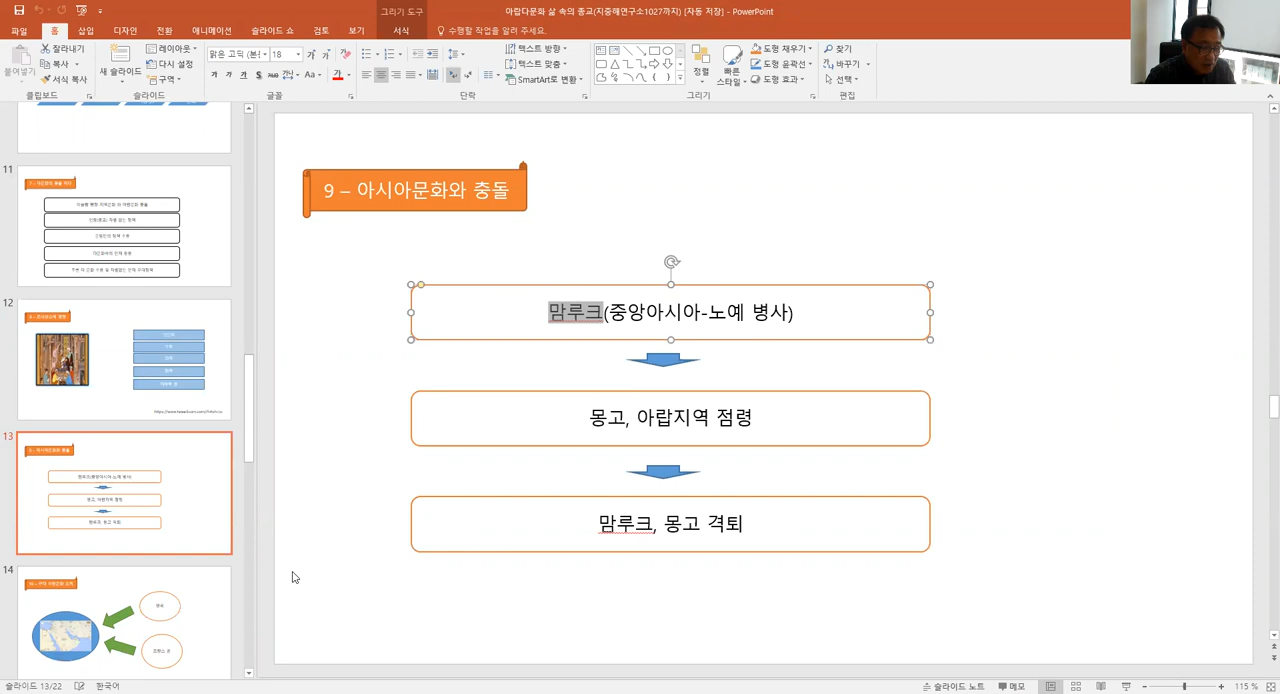 아랍다문화 삶 속의 종교(지중해연구소1027까지) [자동 저장] - PowerPoint
그리기 도구
파일 홈 삽입 디자인 전환 애니메이션 슬라이드 쇼 검토 보기 서식 수행할 작업을 알려 주세요.
붙여넣기
잘라내기
복사
서식 복사
클립보드
새 슬라이드
레이아웃
다시 설정
구역
슬라이드
맑은 고딕 (본 18
가 가 가 가 S abc 가
글꼴
텍스트 방향
텍스트 맞춤
SmartArt로 변환
단락
정렬
빠른 스타일
도형 채우기
도형 윤곽선
도형 효과
그리기
찾기
바꾸기
선택
편집
11
12
13
14
9 – 아시아문화와 충돌
맘루크(중앙아시아-노예 병사)
몽고, 아랍지역 점령
맘루크, 몽고 격퇴
슬라이드 13/22 한국어 슬라이드 노트 메모 115 %